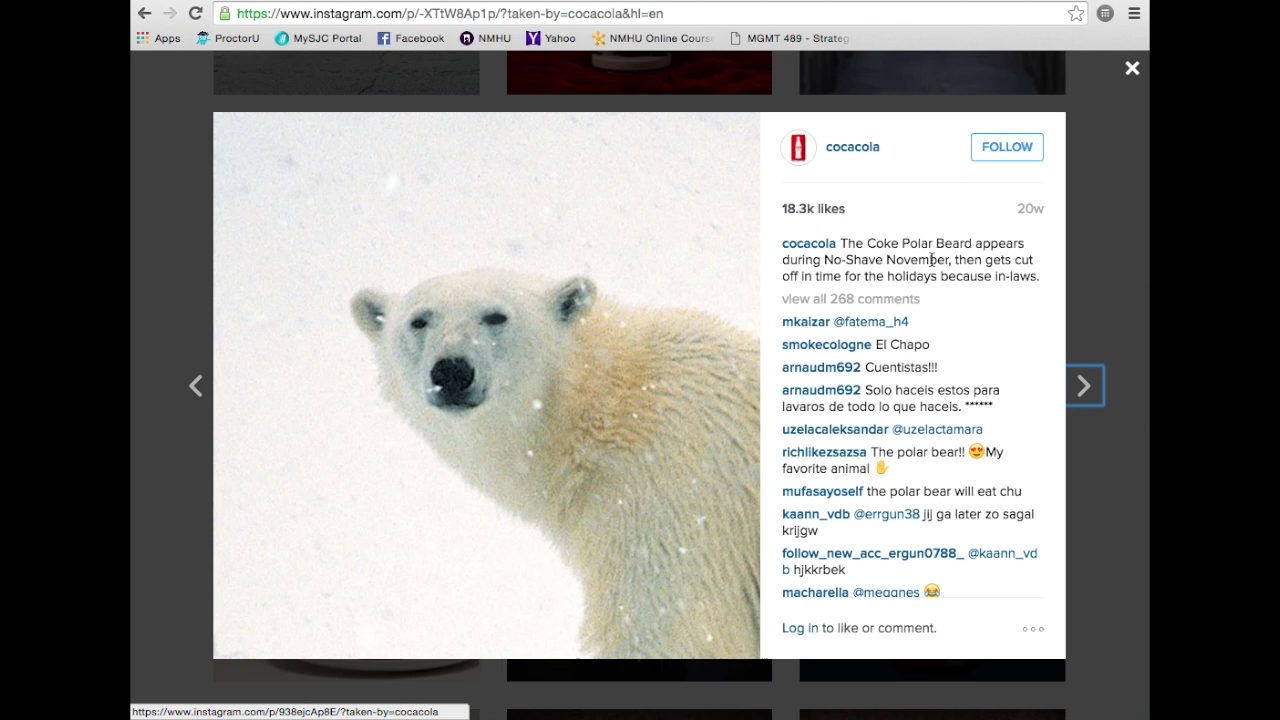 https://www.instagram.com/p/-XTtW8Ap1p/?taken-by=cocacola&hl=en
Apps ProctorU MySJC Portal Facebook NMHU Yahoo NMHU Online Cours MGMT 489 - Strateg
cocacola FOLLOW
18.3k likes 20w
cocacola The Coke Polar Beard appears
during No-Shave November, then gets cut
off in time for the holidays because in-laws.
view all 268 comments
mkaizar @fatema_h4
smokecologne El Chapo
arnaudm692 Cuentistas!!!
arnaudm692 Solo haceis estos para
lavaros de todo lo que haceis. ******
uzelacaleksandar @uzelactamara
richlikezsazsa The polar bear!! 😍My
favorite animal ✋
mufasayoself the polar bear will eat chu
kaann_vdb @errgun38 jij ga later zo sagal
krijgw
follow_new_acc_ergun0788_ @kaann_vd
b hjkkrbek
macharella @meganes 😂
Log in to like or comment.
https://www.instagram.com/p/938ejcAp8E/?taken-by=cocacola